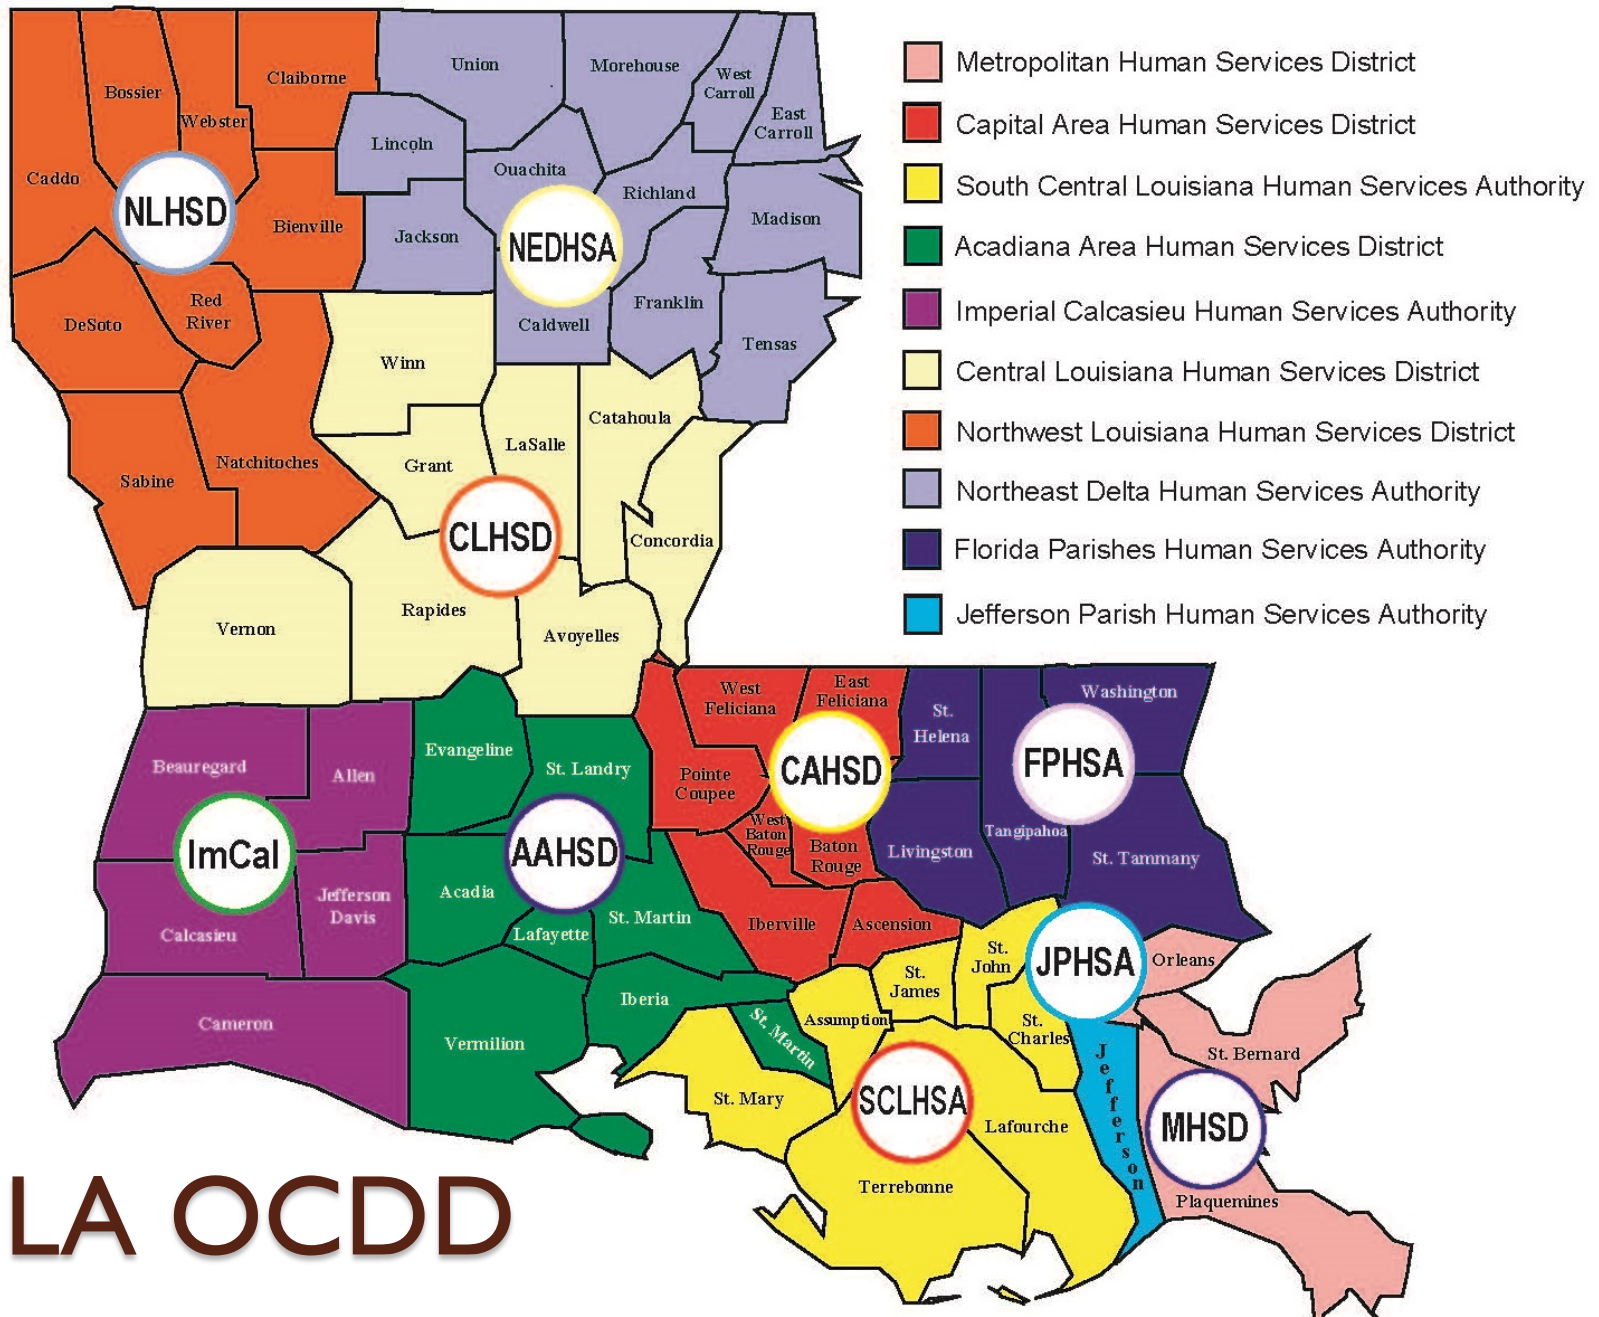 Union
Morehouse
West
Carroll
East
Carroll
Claiborne
Bossier
Webster
Lincoln
Caddo
Ouachita
Richland
Madison
NLHSD
Bienville
Jackson
NEDHSA
Red
River
DeSoto
Franklin
Caldwell
Tensas
Winn
Catahoula
LaSalle
Grant
Natchitoches
Sabine
CLHSD
Concordia
Rapides
Vernon
Avoyelles
Metropolitan Human Services District
Capital Area Human Services District
South Central Louisiana Human Services Authority
Acadiana Area Human Services District
Imperial Calcasieu Human Services Authority
Central Louisiana Human Services District
Northwest Louisiana Human Services District
Northeast Delta Human Services Authority
Florida Parishes Human Services Authority
Jefferson Parish Human Services Authority
West
Feliciana
East
Feliciana
St.
Helena
Washington
Beauregard
Allen
Evangeline
St. Landry
Pointe
Coupee
CAHSD
FPHSA
West
Baton
Rouge
Baton
Rouge
Livingston
Tangipahoa
St. Tammany
ImCal
AAHSD
Jefferson
Davis
Acadia
Calcasieu
Lafayette
St. Martin
Iberville
Ascension
St.
John
JPHSA
Orleans
St.
James
Cameron
Vermilion
Iberia
St. Martin
Assumption
St.
Charles
Jefferson
St. Bernard
St. Mary
SCLHSA
Lafourche
MHSD
Terrebonne
Plaquemines
LA OCDD